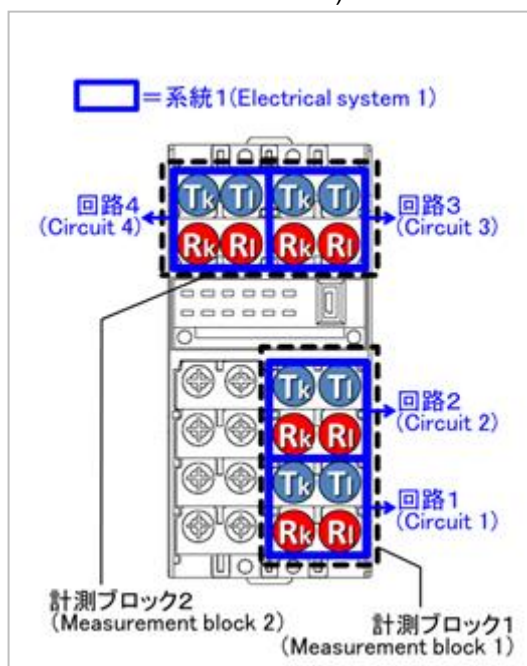 =系統1(Electrical system 1)
回路4
(Circuit 4)
Tk Tl Tk Tl
回路3
(Circuit 3)
Rk Rl Rk Rl
Tk Tl
回路2
(Circuit 2)
Rk Rl
Tk Tl
回路1
(Circuit 1)
Rk Rl
計測ブロック2
(Measurement block 2)
計測ブロック1
(Measurement block 1)